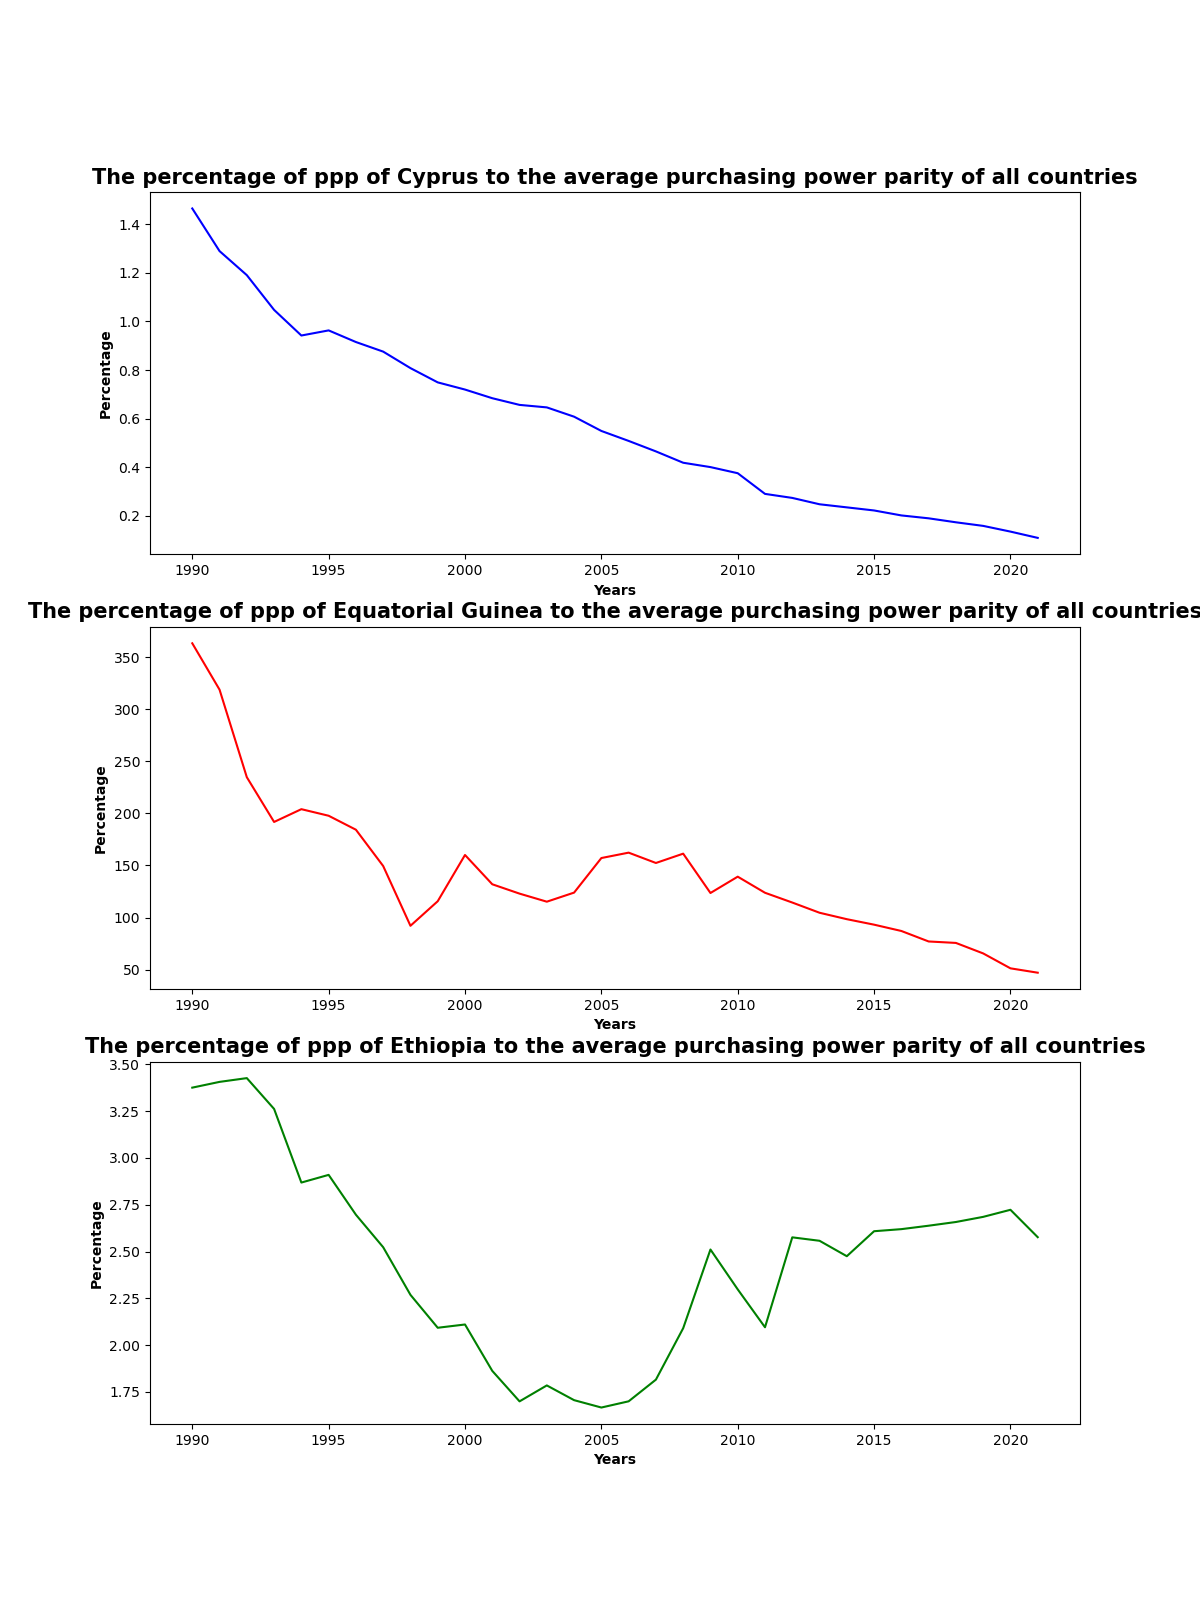 The percentage of ppp of Cyprus to the average purchasing power parity of all countries
1.4
1.2
1.0
0.8
0.6
0.4
0.2
Percentage
1990 1995 2000 2005 2010 2015 2020
Years
The percentage of ppp of Equatorial Guinea to the average purchasing power parity of all countries
350
300
250
200
150
100
50
Percentage
1990 1995 2000 2005 2010 2015 2020
Years
The percentage of ppp of Ethiopia to the average purchasing power parity of all countries
3.50
3.25
3.00
2.75
2.50
2.25
2.00
1.75
Percentage
1990 1995 2000 2005 2010 2015 2020
Years